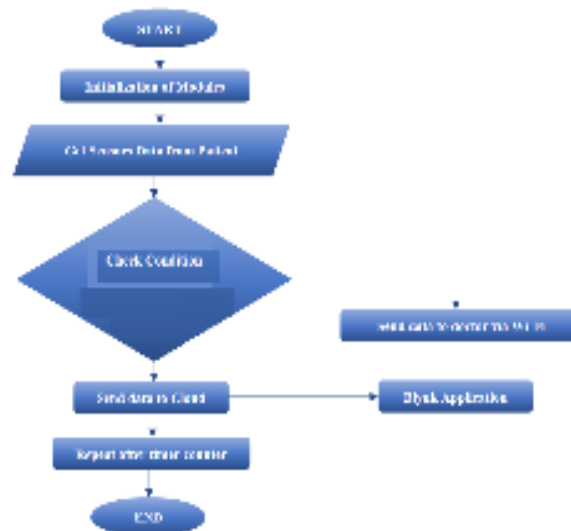 START
Initialization of Modules
Get Sensors Data from Patient
Check Condition
Send data to doctor via Wi Fi
Send data to Cloud
Blynk Application
Repeat after timer counter
END